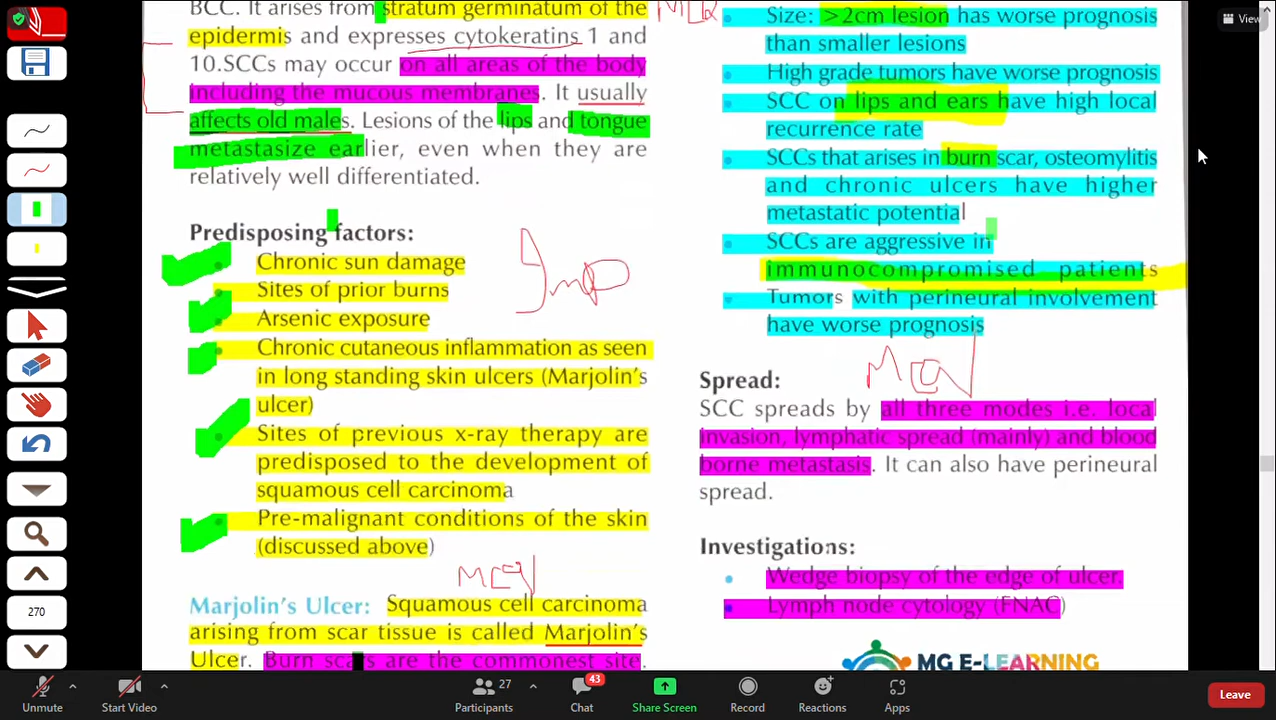 BCC. It arises from stratum germinatum of the
epidermis and expresses cytokeratins 1 and
10.SCCs may occur on all areas of the body
including the mucous membranes. It usually
affects old males. Lesions of the lips and tongue
metastasize earlier, even when they are
relatively well differentiated.
Predisposing factors:
Chronic sun damage
Sites of prior burns
Arsenic exposure
Chronic cutaneous inflammation as seen
in long standing skin ulcers (Marjolin's
ulcer)
Sites of previous x-ray therapy are
predisposed to the development of
squamous cell carcinoma
Pre-malignant conditions of the skin
(discussed above)
Imp
MCQ
Marjolin's Ulcer: Squamous cell carcinoma
arising from scar tissue is called Marjolin's
Ulcer. Burn scars are the commonest site.
MCQ
Size: >2cm lesion has worse prognosis
than smaller lesions
High grade tumors have worse prognosis
SCC on lips and ears have high local
recurrence rate
SCCs that arises in burn scar, osteomylitis
and chronic ulcers have higher
metastatic potential
SCCs are aggressive in
immunocompromised patients
Tumors with perineural involvement
have worse prognosis
MCQ
Spread:
SCC spreads by all three modes i.e. local
invasion, lymphatic spread (mainly) and blood
borne metastasis. It can also have perineural
spread.
Investigations:
Wedge biopsy of the edge of ulcer.
Lymph node cytology (FNAC)
MG E-LEARNING
View
270
Unmute
Start Video
27
Participants
43
Chat
Share Screen
Record
Reactions
Apps
Leave